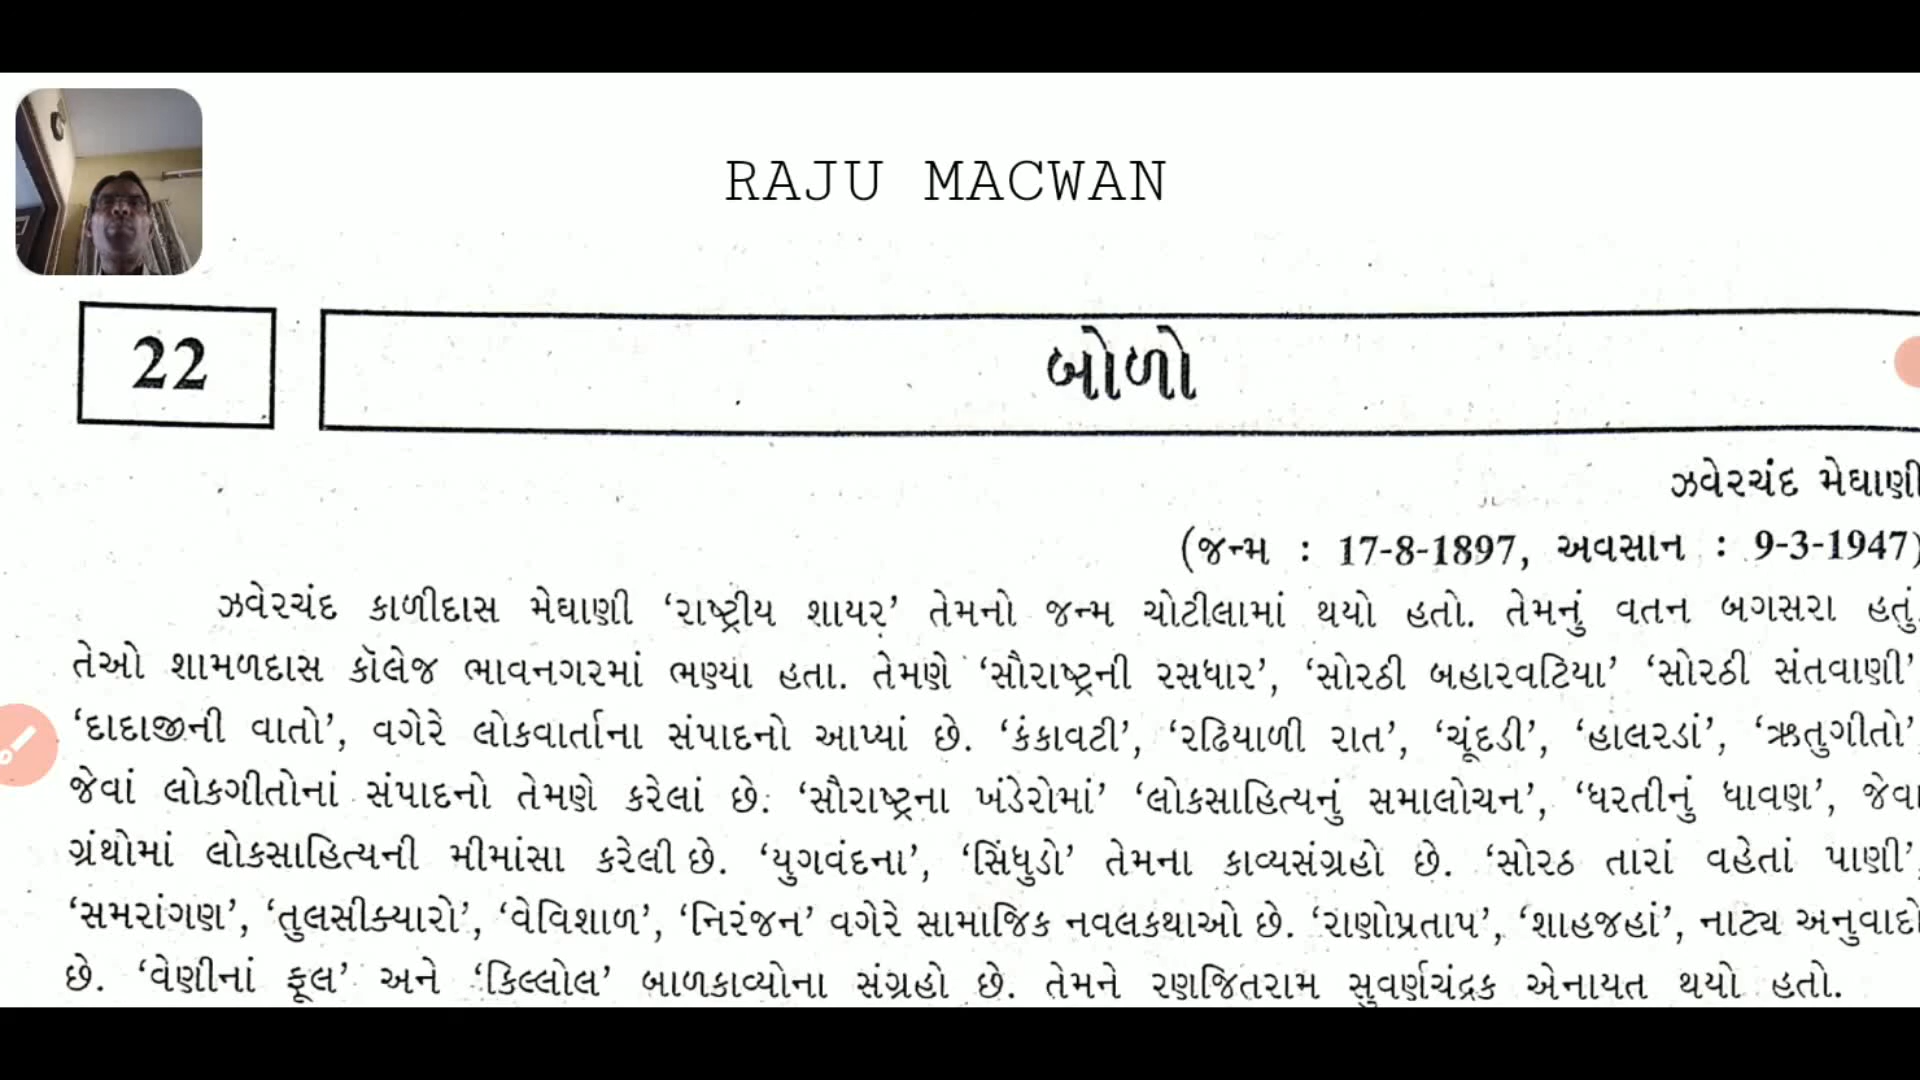 RAJU MACWAN
22
બોળો
ઝવેરચંદ મેઘાણી
(જન્મ : 17-8-1897, અવસાન : 9-3-1947)
ઝવેરચંદ કાળીદાસ મેઘાણી ‘રાષ્ટ્રીય શાયર’ તેમનો જન્મ ચોટીલામાં થયો હતો. તેમનું વતન બગસરા હતું.
તેઓ શામળદાસ કૉલેજ ભાવનગરમાં ભણ્યા હતા. તેમણે ‘સૌરાષ્ટ્રની રસધાર’, ‘સોરઠી બહારવટિયા’ ‘સોરઠી સંતવાણી’,
‘દાદાજીની વાતો’, વગેરે લોકવાર્તાના સંપાદનો આપ્યાં છે. ‘કંકાવટી’, ‘રઢિયાળી રાત’, ‘ચૂંદડી’, ‘હાલરડાં’, ‘ઋતુગીતો’,
જેવાં લોકગીતોનાં સંપાદનો તેમણે કરેલાં છે. ‘સૌરાષ્ટ્રના ખંડેરોમાં’ ‘લોકસાહિત્યનું સમાલોચન’, ‘ધરતીનું ધાવણ’, જેવા
ગ્રંથોમાં લોકસાહિત્યની મીમાંસા કરેલી છે. ‘યુગવંદના’, ‘સિંધુડો’ તેમના કાવ્યસંગ્રહો છે. ‘સોરઠ તારાં વહેતાં પાણી’,
‘સમરાંગણ’, ‘તુલસીક્યારો’, ‘વેવિશાળ’, ‘નિરંજન’ વગેરે સામાજિક નવલકથાઓ છે. ‘રાણોપ્રતાપ’, ‘શાહજહાં’, નાટ્ય અનુવાદો
છે. ‘વેણીનાં ફૂલ’ અને ‘કિલ્લોલ’ બાળકાવ્યોના સંગ્રહો છે. તેમને રણજિતરામ સુવર્ણચંદ્રક એનાયત થયો હતો.